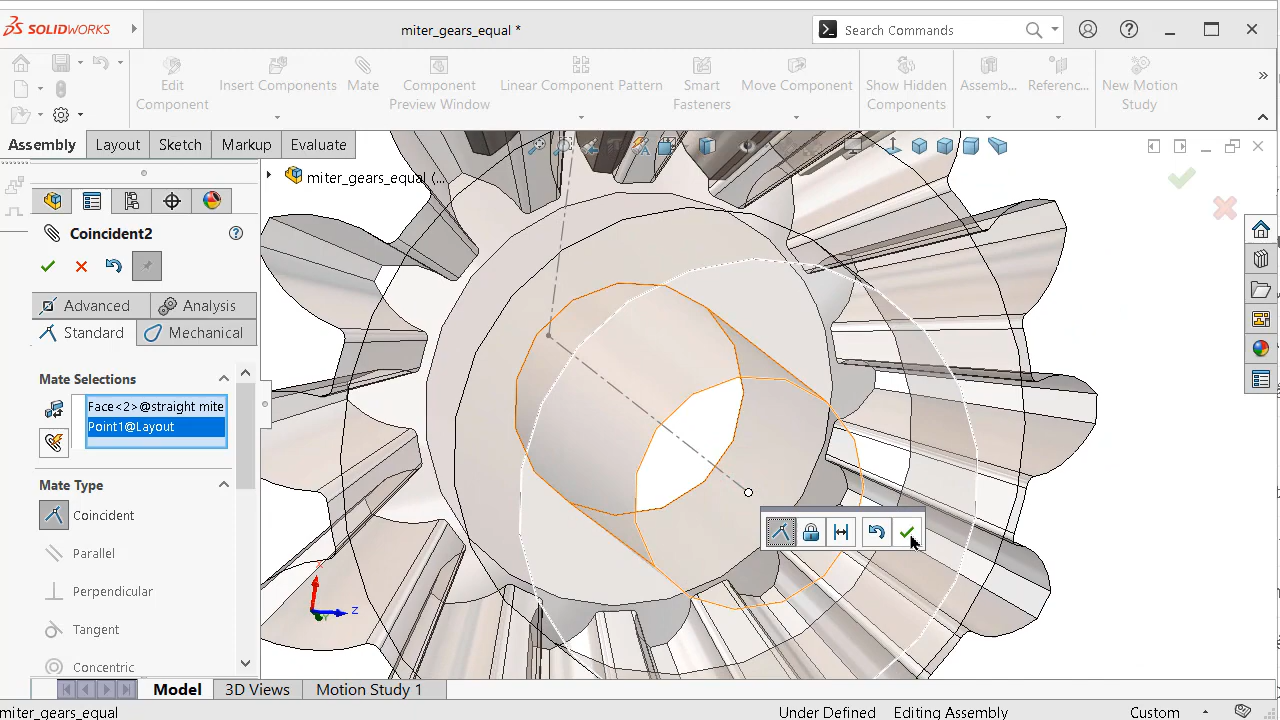 SOLIDWORKS
miter_gears_equal *
Search Commands
Edit Component
Insert Components
Mate
Component Preview Window
Linear Component Pattern
Smart Fasteners
Move Component
Show Hidden Components
Assemb...
Referenc...
New Motion Study
Assembly
Layout
Sketch
Markup
Evaluate
miter_gears_equal (...
Coincident2
Advanced
Analysis
Standard
Mechanical
Mate Selections
Face<2>@straight mite
Point1@Layout
Mate Type
Coincident
Parallel
Perpendicular
Tangent
Concentric
Z
Model
3D Views
Motion Study 1
miter_gears_equal
Under Defined
Editing Assembly
Custom